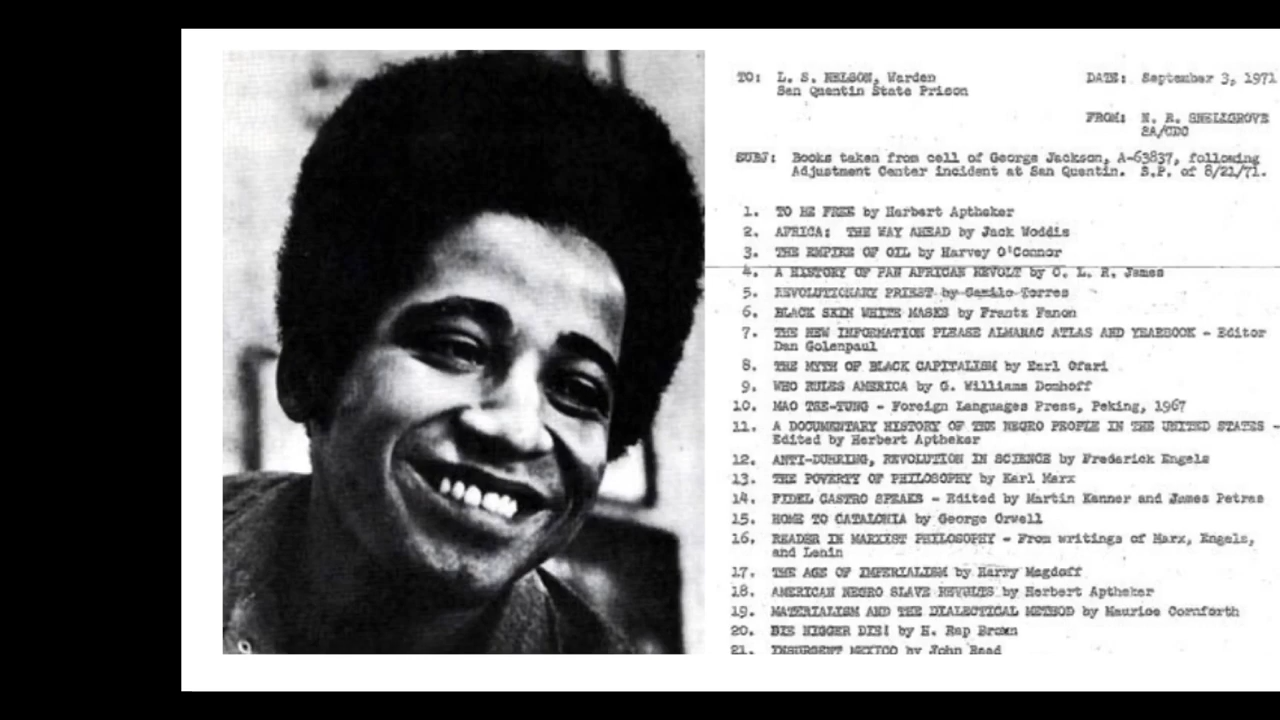 TO: L. S. NELSON, Warden
San Quentin State Prison
DATE: September 3, 1971
FROM: N. R. SNELLGROVE
SA/CDC
SUBJ: Books taken from cell of George Jackson, A-63837, following
Adjustment Center incident at San Quentin. S.P. of 8/21/71.
1. TO BE FREE by Herbert Aptheker
2. AFRICA: THE WAY AHEAD by Jack Woddis
3. THE EMPIRE OF OIL by Harvey O'Connor
4. A HISTORY OF PAN AFRICAN REVOLT by C. L. R. James
5. REVOLUTIONARY PRIEST by Camilo Torres
6. BLACK SKIN WHITE MASKS by Frantz Fanon
7. THE NEW INFORMATION PLEASE ALMANAC ATLAS AND YEARBOOK - Editor
Dan Golenpaul
8. THE MYTH OF BLACK CAPITALISM by Earl Ofari
9. WHO RULES AMERICA by G. Williams Domhoff
10. MAO TSE-TUNG - Foreign Languages Press, Peking, 1967
11. A DOCUMENTARY HISTORY OF THE NEGRO PEOPLE IN THE UNITED STATES -
Edited by Herbert Aptheker
12. ANTI-DUHRING, REVOLUTION IN SCIENCE by Frederick Engels
13. THE POVERTY OF PHILOSOPHY by Karl Marx
14. FIDEL CASTRO SPEAKS - Edited by Martin Kenner and James Petras
15. HOME TO CATALONIA by George Orwell
16. READER IN MARXIST PHILOSOPHY - From writings of Marx, Engels,
and Lenin
17. THE AGE OF IMPERIALISM by Harry Magdoff
18. AMERICAN NEGRO SLAVE REVOLTS by Herbert Aptheker
19. MATERIALISM AND THE DIALECTICAL METHOD by Maurice Cornforth
20. DIE NIGGER DIE! by H. Rap Brown
21. INSURGENT MEXICO by John Reed